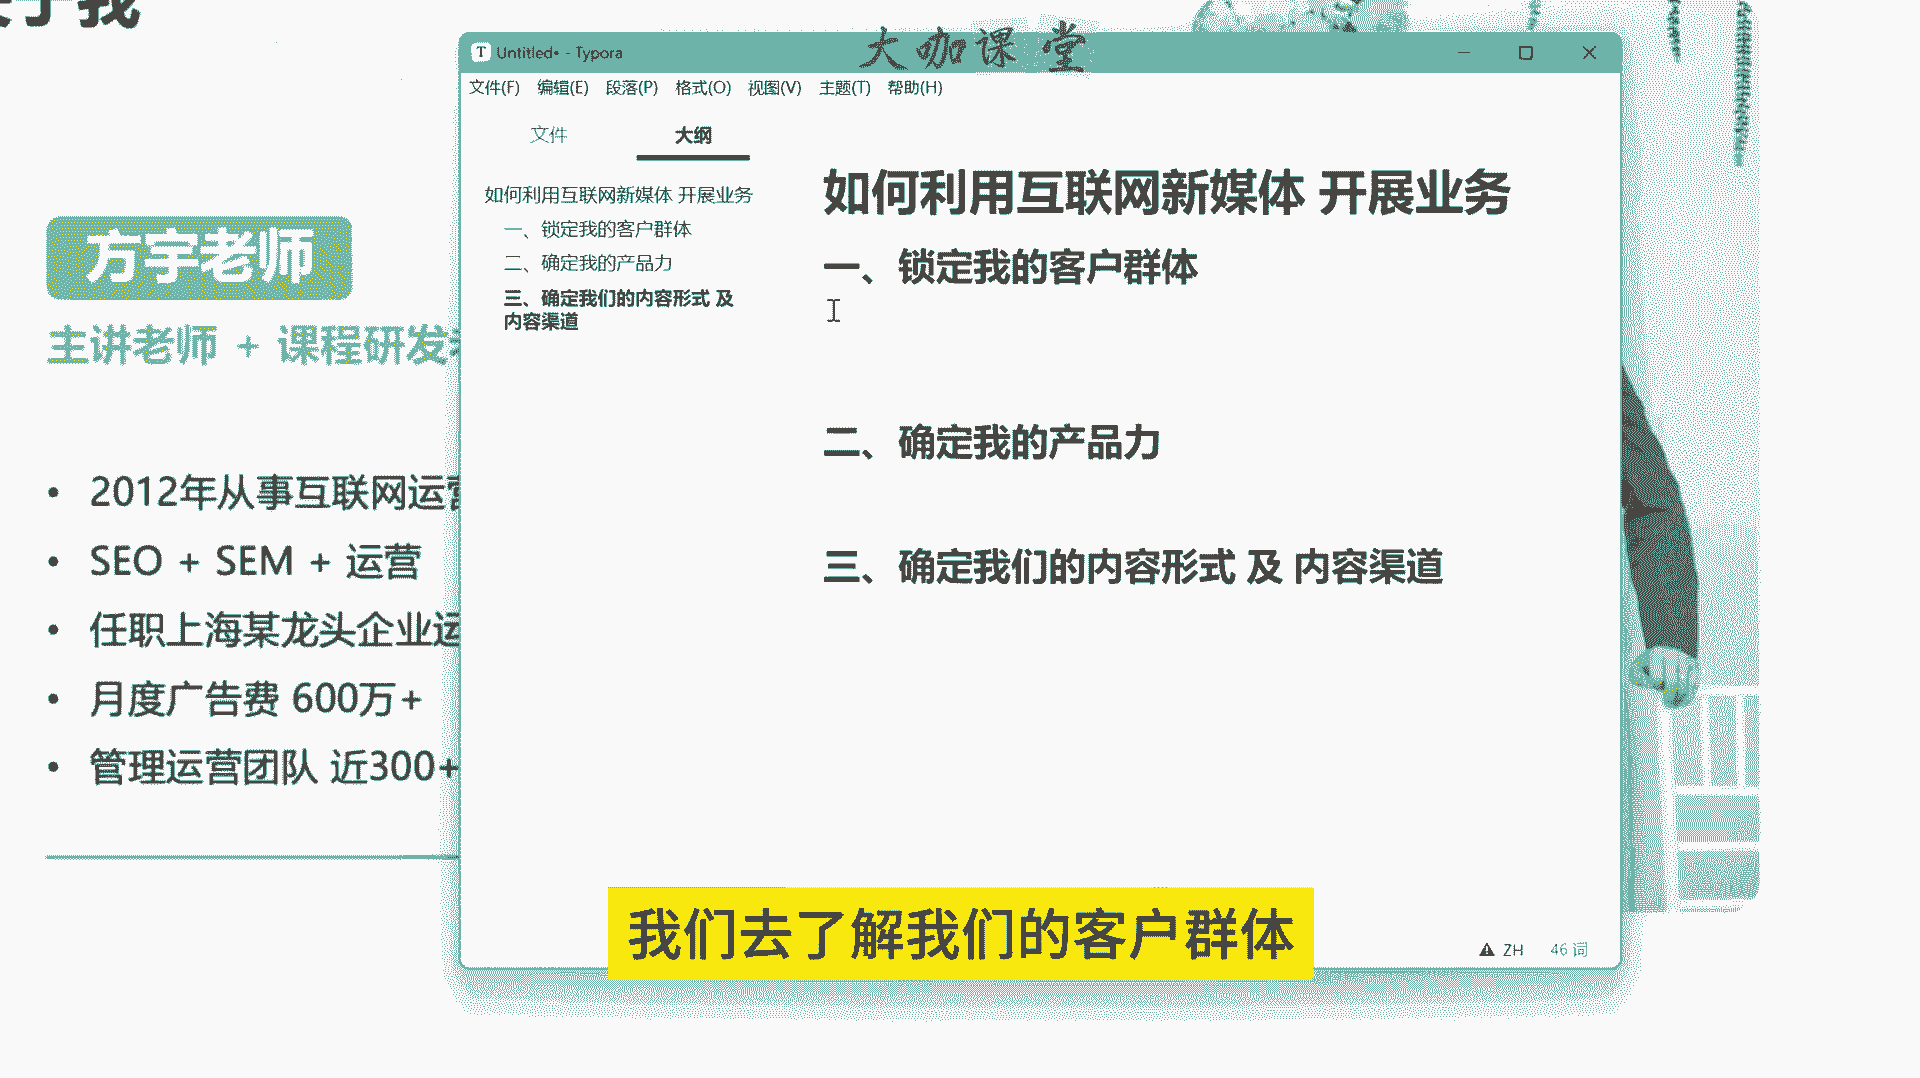 于我
大咖课堂
Untitled• - Typora
文件(F) 编辑(E) 段落(P) 格式(O) 视图(V) 主题(T) 帮助(H)
文件 大纲
如何利用互联网新媒体 开展业务
一、锁定我的客户群体
二、确定我的产品力
三、确定我们的内容形式 及
内容渠道
如何利用互联网新媒体 开展业务
一、锁定我的客户群体
二、确定我的产品力
三、确定我们的内容形式 及 内容渠道
ZH 46 词
方宇老师
主讲老师 + 课程研发
• 2012年从事互联网运营
• SEO + SEM + 运营
• 任职上海某龙头企业运
• 月度广告费 600万+
• 管理运营团队 近300+
我们去了解我们的客户群体